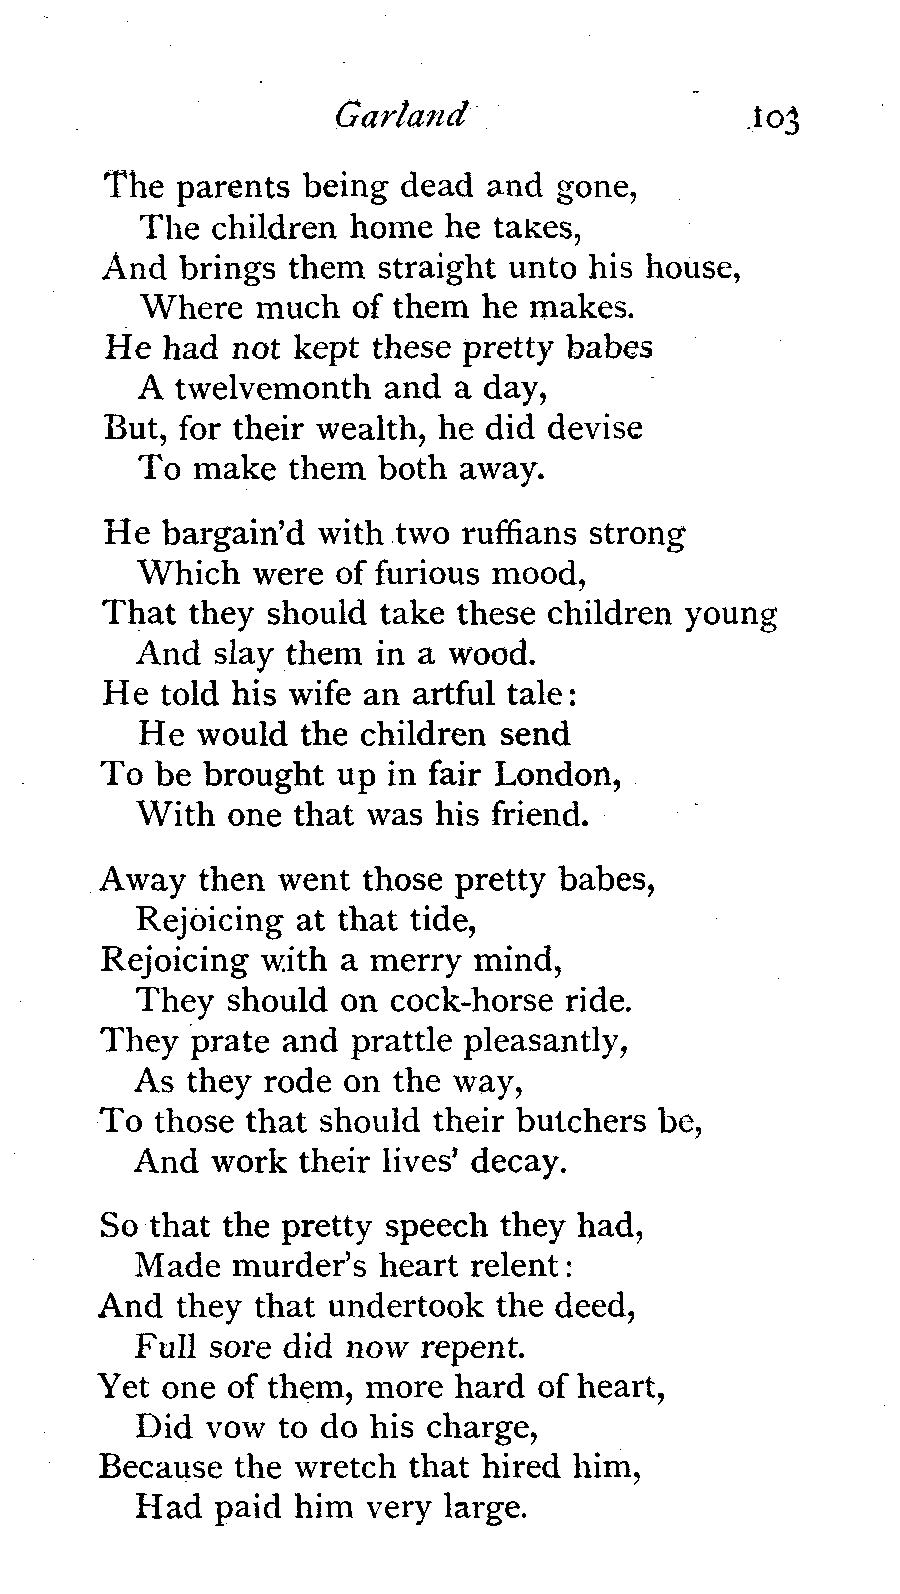 Garland 103
The parents being dead and gone,
The children home he takes,
And brings them straight unto his house,
Where much of them he makes.
He had not kept these pretty babes
A twelvemonth and a day,
But, for their wealth, he did devise
To make them both away.
He bargain'd with two ruffians strong
Which were of furious mood,
That they should take these children young
And slay them in a wood.
He told his wife an artful tale:
He would the children send
To be brought up in fair London,
With one that was his friend.
Away then went those pretty babes,
Rejoicing at that tide,
Rejoicing with a merry mind,
They should on cock-horse ride.
They prate and prattle pleasantly,
As they rode on the way,
To those that should their butchers be,
And work their lives' decay.
So that the pretty speech they had,
Made murder's heart relent:
And they that undertook the deed,
Full sore did now repent.
Yet one of them, more hard of heart,
Did vow to do his charge,
Because the wretch that hired him,
Had paid him very large.